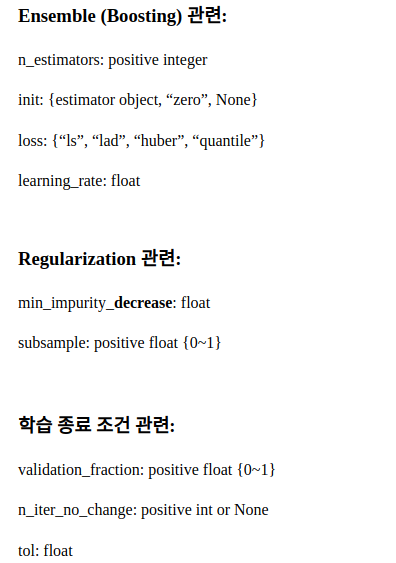 Ensemble (Boosting) 관련:
n_estimators: positive integer
init: {estimator object, “zero”, None}
loss: {“ls”, “lad”, “huber”, “quantile”}
learning_rate: float
Regularization 관련:
min_impurity_decrease: float
subsample: positive float {0~1}
학습 종료 조건 관련:
validation_fraction: positive float {0~1}
n_iter_no_change: positive int or None
tol: float